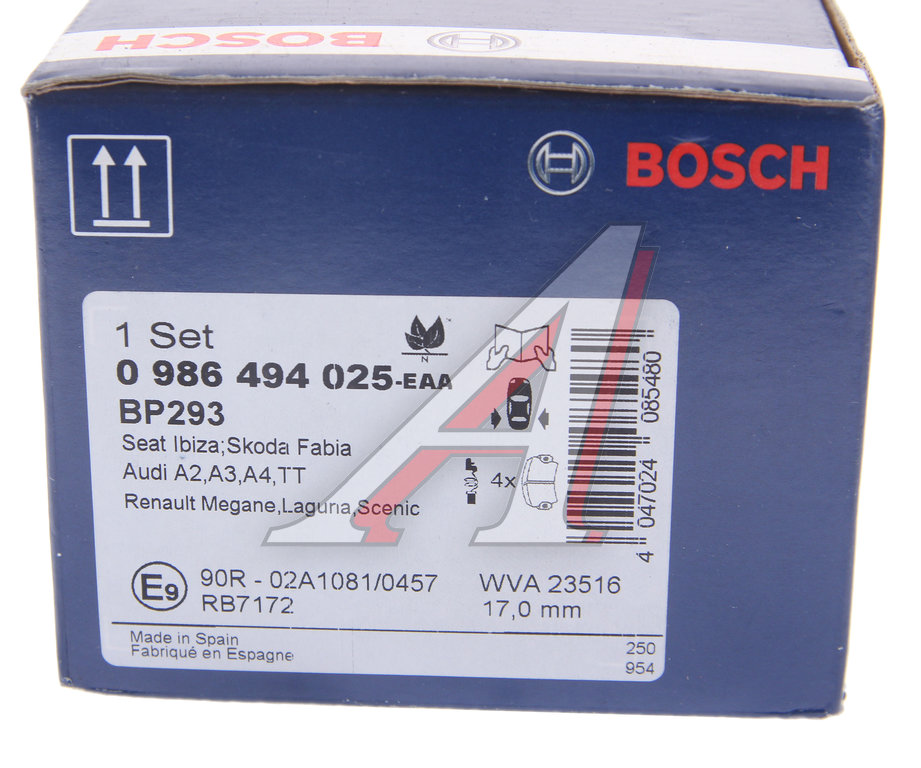 BOSCH
BOSCH
1 Set
0 986 494 025-EAA
BP293
Seat Ibiza;Skoda Fabia
Audi A2,A3,A4,TT
Renault Megane,Laguna,Scenic
N
4x
4 047024 085480
E9
90R - 02A1081/0457
RB7172
WVA 23516
17,0 mm
Made in Spain
Fabriqué en Espagne
250
954